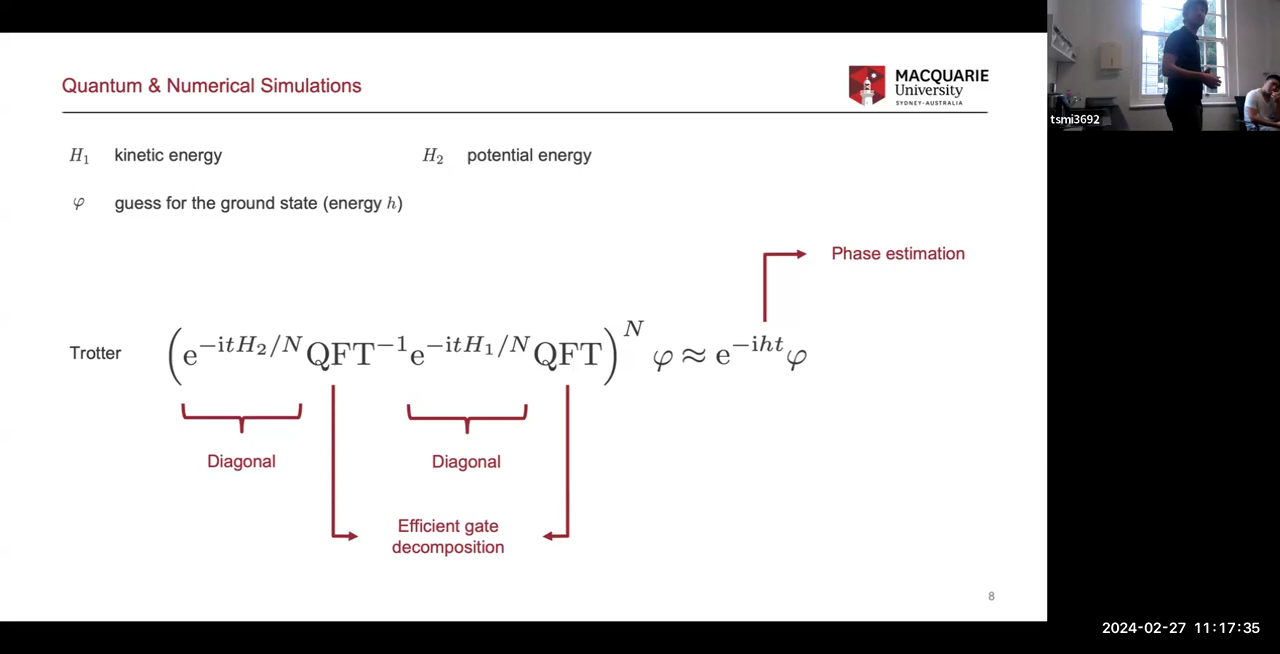 Quantum & Numerical Simulations
MACQUARIE
University
SYDNEY·AUSTRALIA
tsmi3692
H₁ kinetic energy H₂ potential energy
φ guess for the ground state (energy h)
Phase estimation
Trotter (e^{−itH₂/N} QFT^{−1} e^{−itH₁/N} QFT)^N φ ≈ e^{−iht} φ
Diagonal Diagonal
Efficient gate
decomposition
8
2024-02-27 11:17:35